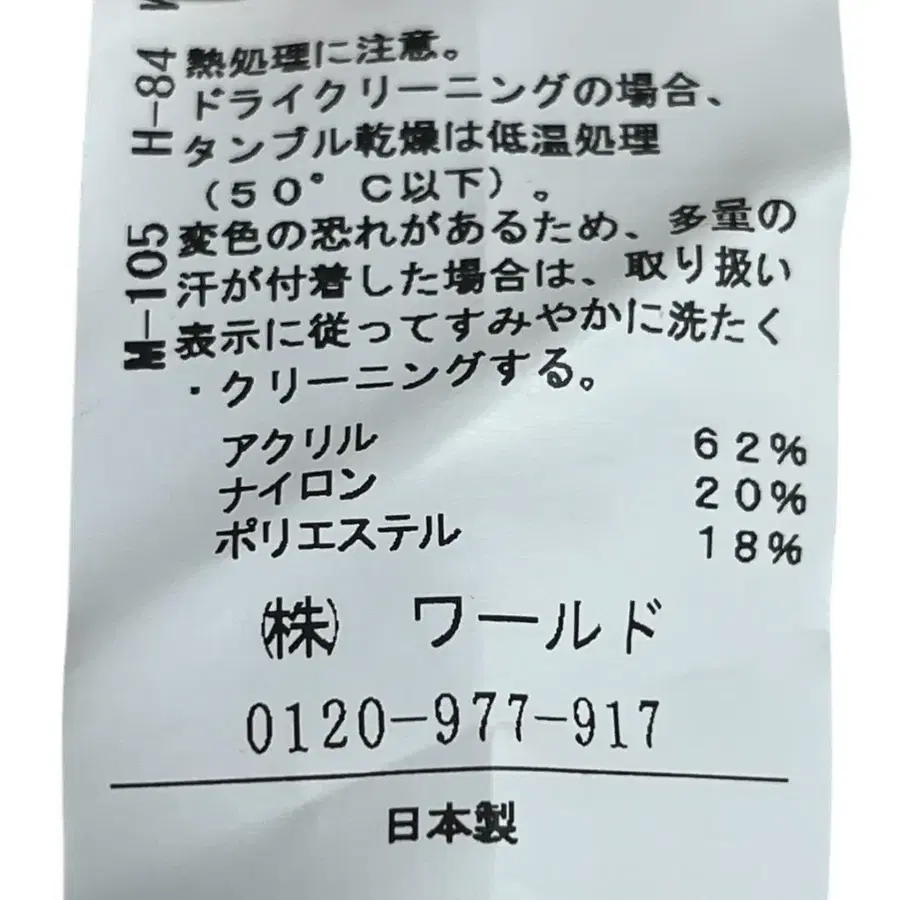 熱処理に注意。
ドライクリーニングの場合、
タンブル乾燥は低温処理
（５０°Ｃ以下）。
変色の恐れがあるため、多量の
汗が付着した場合は、取り扱い
表示に従ってすみやかに洗たく
・クリーニングする。
H-84
M-105
アクリル ６２％
ナイロン ２０％
ポリエステル １８％
㈱ ワールド
0120-977-917
日本製